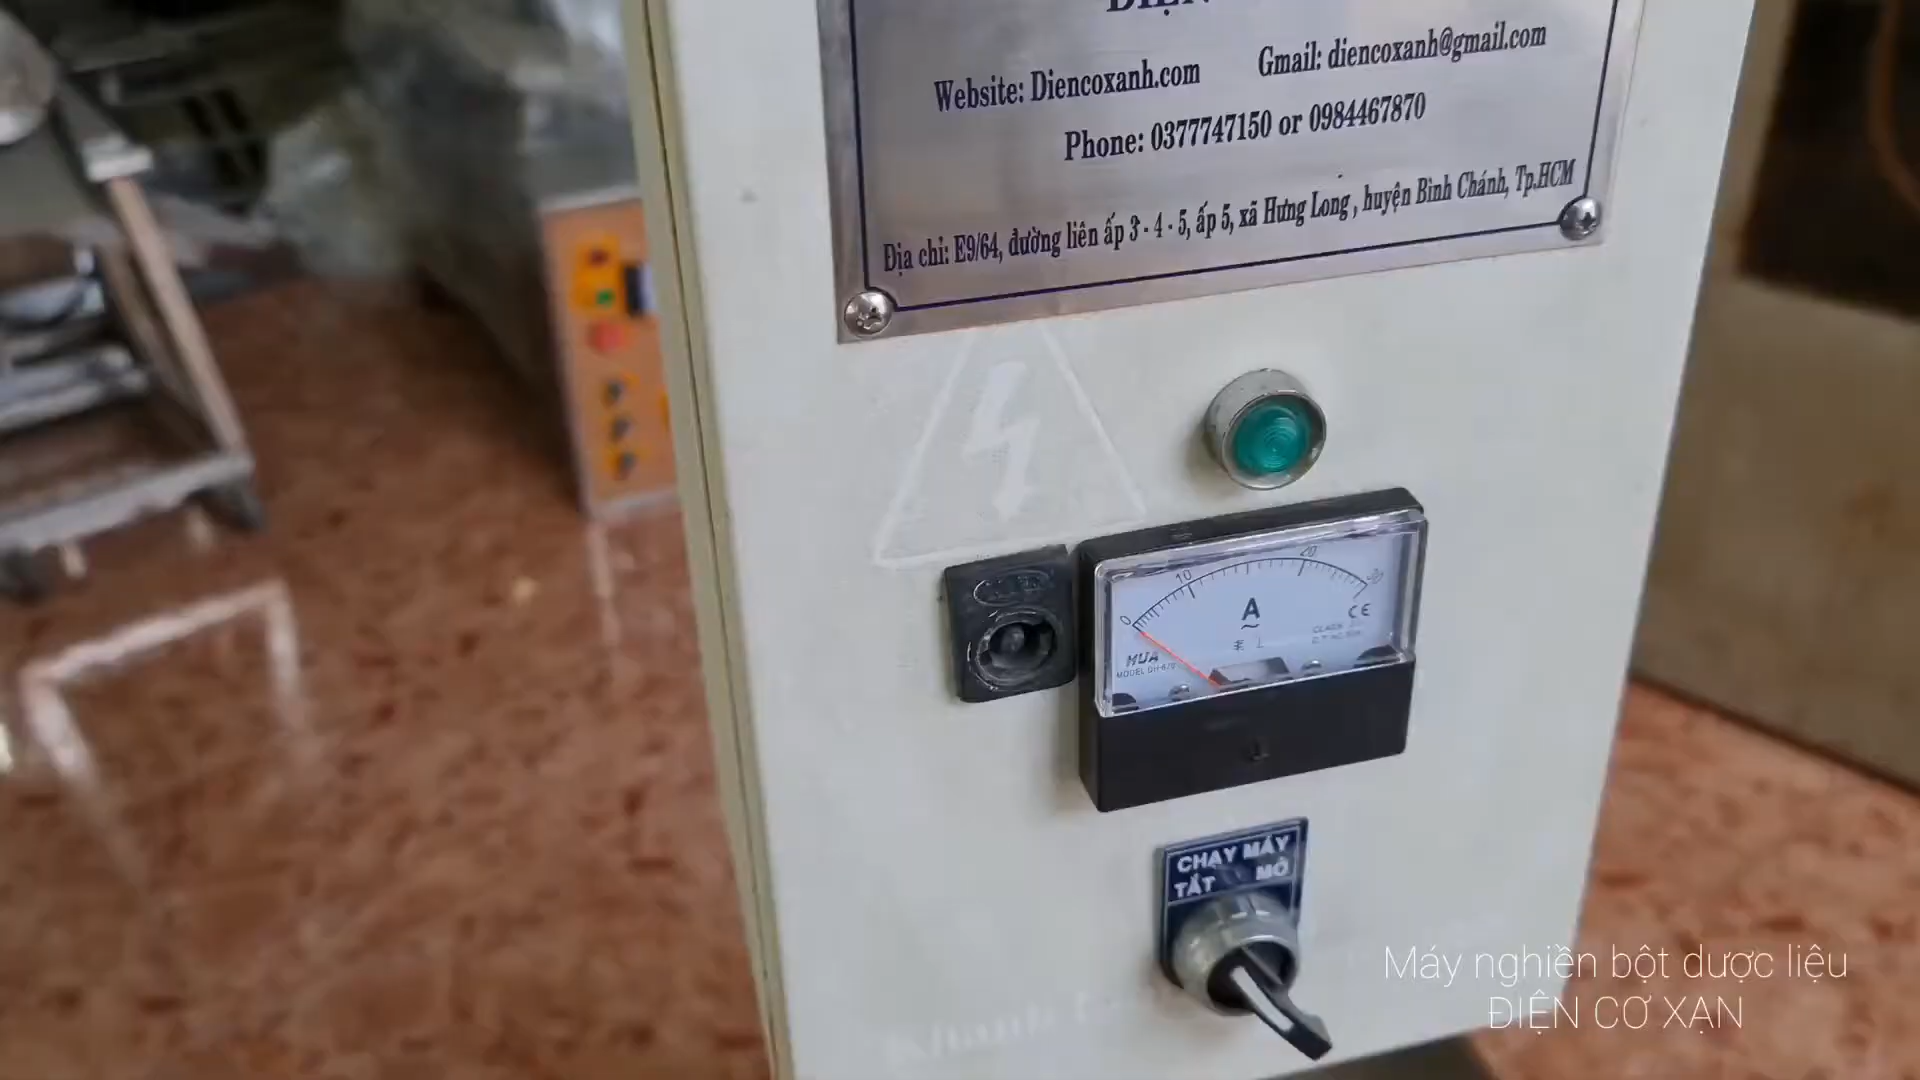 ĐIỆN
Website: Diencoxanh.com Gmail: diencoxanh@gmail.com
Phone: 0377747150 or 0984467870
Địa chỉ: E9/64, đường liên ấp 3 - 4 - 5, ấp 5, xã Hưng Long , huyện Bình Chánh, Tp.HCM
0 10 20 30
A
CE
HUA
CLASS
MODEL DH-670
CHẠY MÁY
TẮT MỞ
Máy nghiền bột dược liệu
ĐIỆN CƠ XẠN